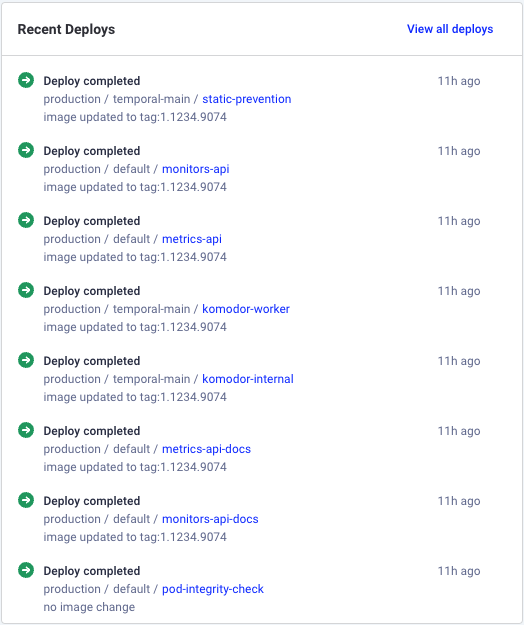 Recent Deploys View all deploys
Deploy completed 11h ago
production / temporal-main / static-prevention
image updated to tag:1.1234.9074
Deploy completed 11h ago
production / default / monitors-api
image updated to tag:1.1234.9074
Deploy completed 11h ago
production / default / metrics-api
image updated to tag:1.1234.9074
Deploy completed 11h ago
production / temporal-main / komodor-worker
image updated to tag:1.1234.9074
Deploy completed 11h ago
production / temporal-main / komodor-internal
image updated to tag:1.1234.9074
Deploy completed 11h ago
production / default / metrics-api-docs
image updated to tag:1.1234.9074
Deploy completed 11h ago
production / default / monitors-api-docs
image updated to tag:1.1234.9074
Deploy completed 11h ago
production / default / pod-integrity-check
no image change